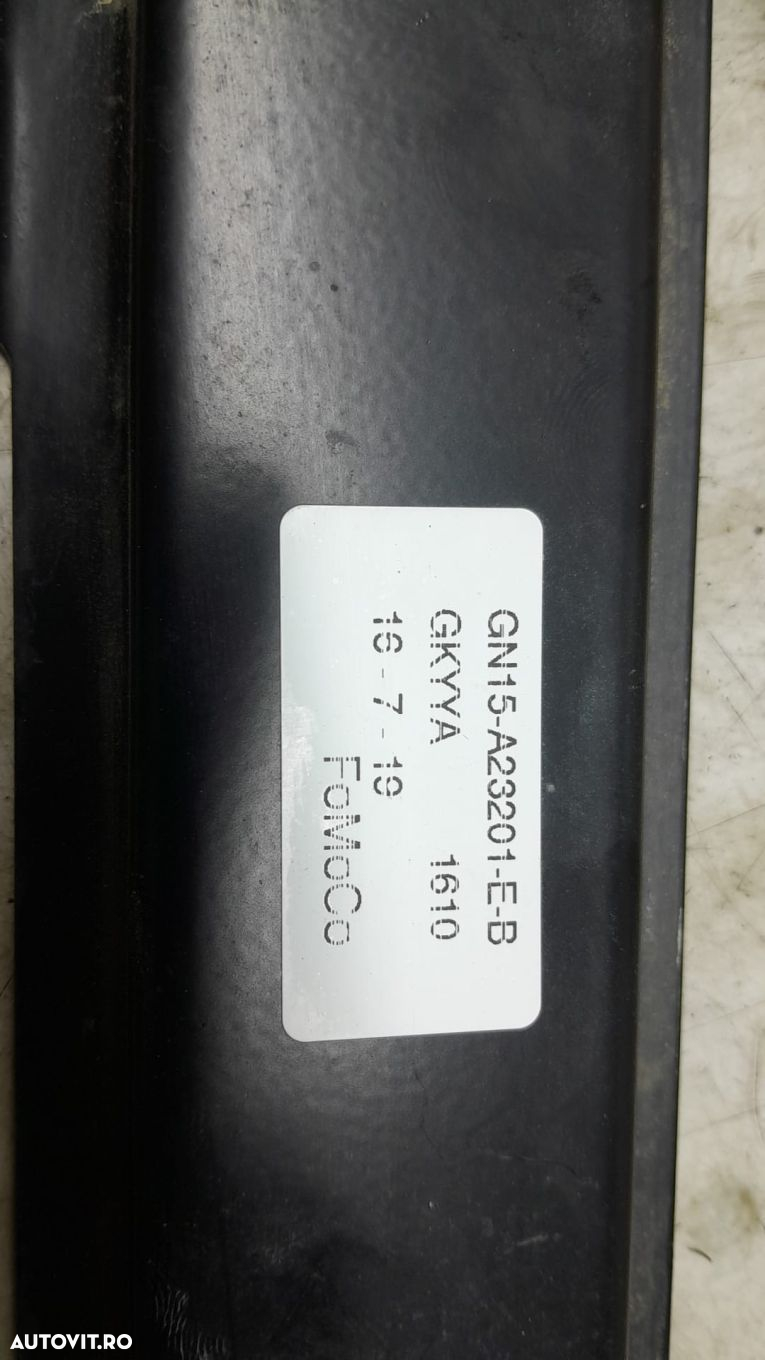 GN15-A23201-E-B
GKYYA 1610
16 - 7 - 19
FoMoCo
AUTOVIT.RO